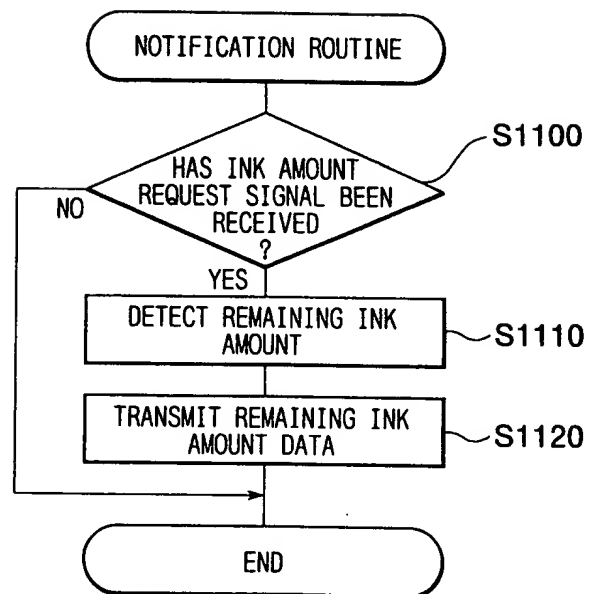 NOTIFICATION ROUTINE
S1100
HAS INK AMOUNT
REQUEST SIGNAL BEEN
RECEIVED
?
NO
YES
DETECT REMAINING INK
AMOUNT
S1110
TRANSMIT REMAINING INK
AMOUNT DATA
S1120
END